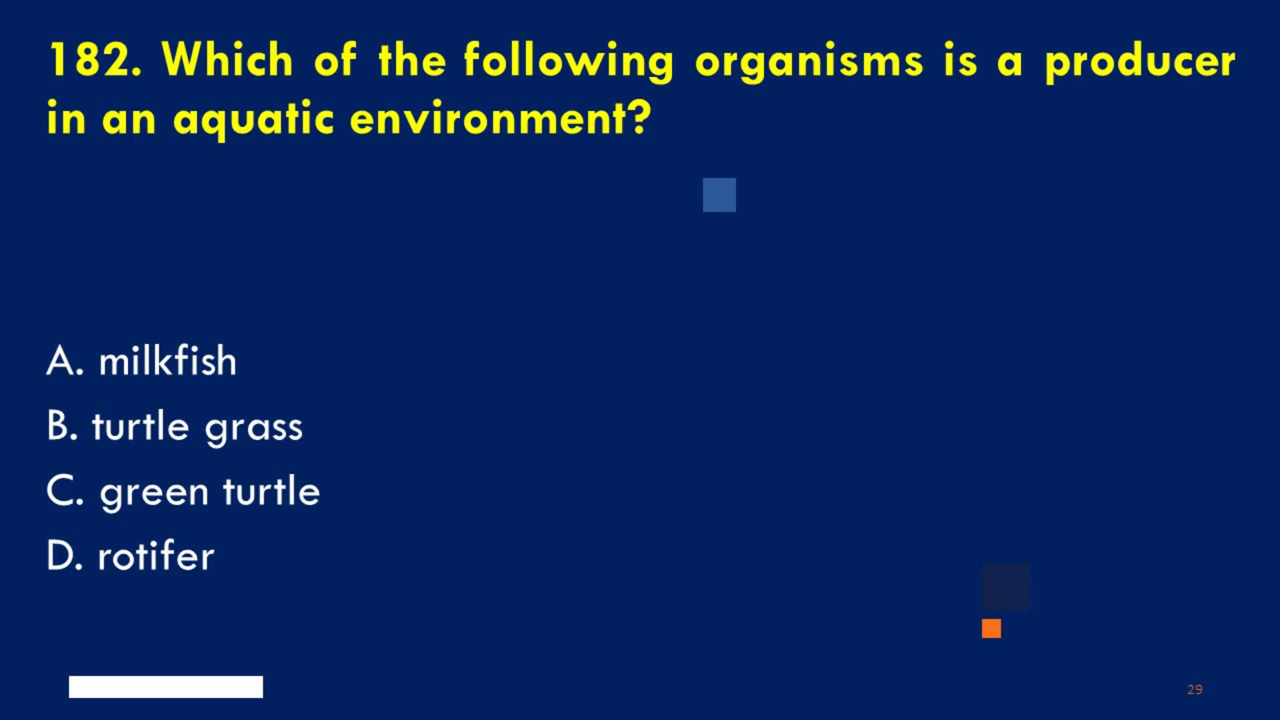 182. Which of the following organisms is a producer
in an aquatic environment?
A. milkfish
B. turtle grass
C. green turtle
D. rotifer
29